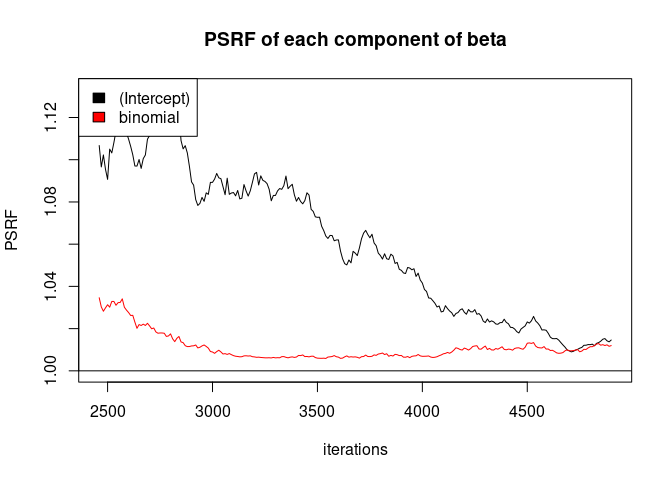 PSRF of each component of beta
(Intercept)
binomial
PSRF
1.12
1.08
1.04
1.00
2500 3000 3500 4000 4500
iterations